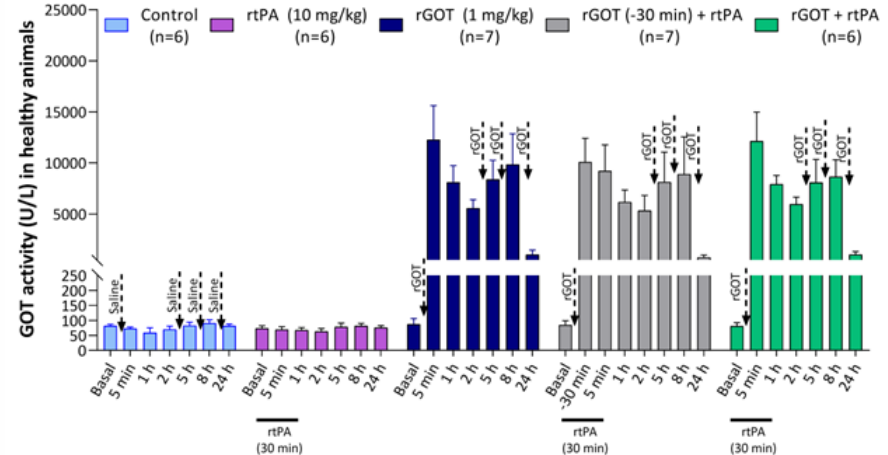 Control
(n=6)
rtPA (10 mg/kg)
(n=6)
rGOT (1 mg/kg)
(n=7)
rGOT (-30 min) + rtPA
(n=7)
rGOT + rtPA
(n=6)
GOT activity (U/L) in healthy animals
25000
20000
15000
10000
5000
250
200
150
100
50
0
Saline
Saline
Saline
Saline
rGOT
rGOT
rGOT
rGOT
rGOT
rGOT
rGOT
rGOT
rGOT
rGOT
rGOT
rGOT
Basal
5 min
1 h
2 h
5 h
8 h
24 h
Basal
5 min
1 h
2 h
5 h
8 h
24 h
Basal
5 min
1 h
2 h
5 h
8 h
24 h
Basal
-30 min
5 min
1 h
2 h
5 h
8 h
24 h
Basal
5 min
1 h
2 h
5 h
8 h
24 h
rtPA
(30 min)
rtPA
(30 min)
rtPA
(30 min)